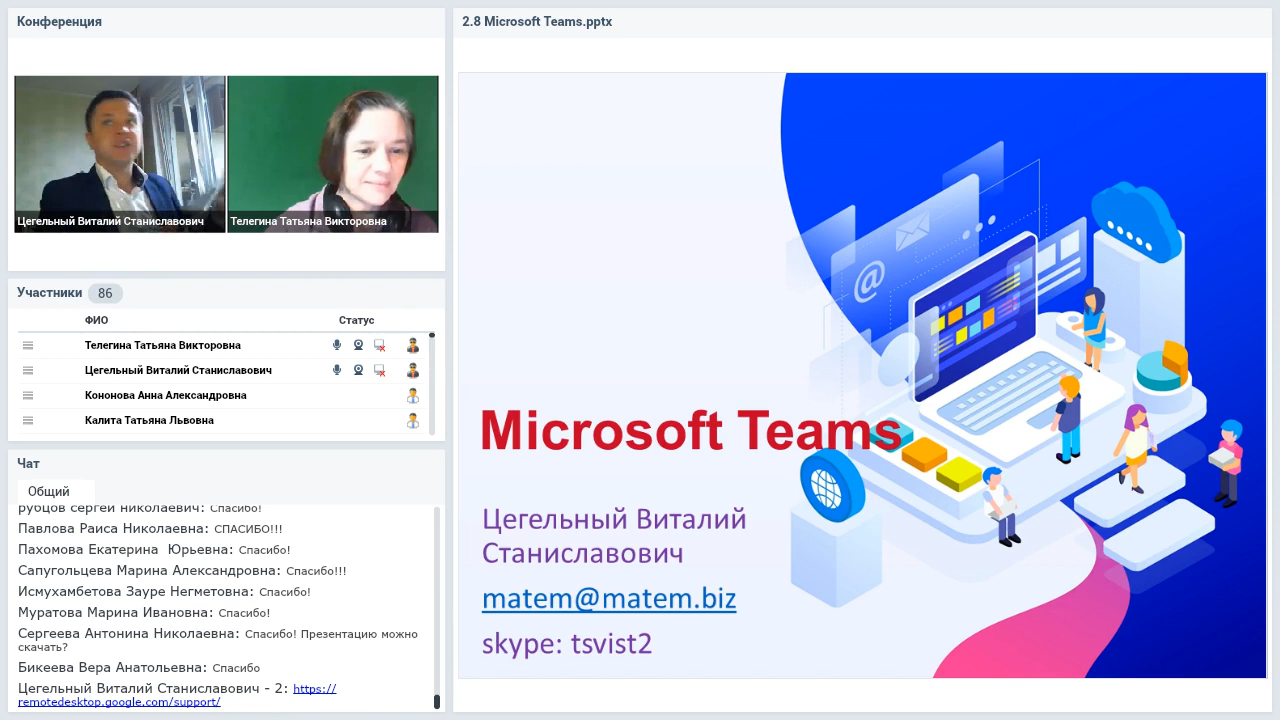 Конференция
Цегельный Виталий Станиславович
Телегина Татьяна Викторовна
Участники 86
ФИО Статус
Телегина Татьяна Викторовна
Цегельный Виталий Станиславович
Кононова Анна Александровна
Калита Татьяна Львовна
Чат
Общий
рубцов сергей николаевич: Спасибо!
Павлова Раиса Николаевна: СПАСИБО!!!
Пахомова Екатерина  Юрьевна: Спасибо!
Сапугольцева Марина Александровна: Спасибо!!!
Исмухамбетова Зауре Негметовна: Спасибо!
Муратова Марина Ивановна: Спасибо!
Сергеева Антонина Николаевна: Спасибо! Презентацию можно
скачать?
Бикеева Вера Анатольевна: Спасибо
Цегельный Виталий Станиславович - 2: https://
remotedesktop.google.com/support/
2.8 Microsoft Teams.pptx
@
Microsoft Teams
Цегельный Виталий
Станиславович
matem@matem.biz
skype: tsvist2